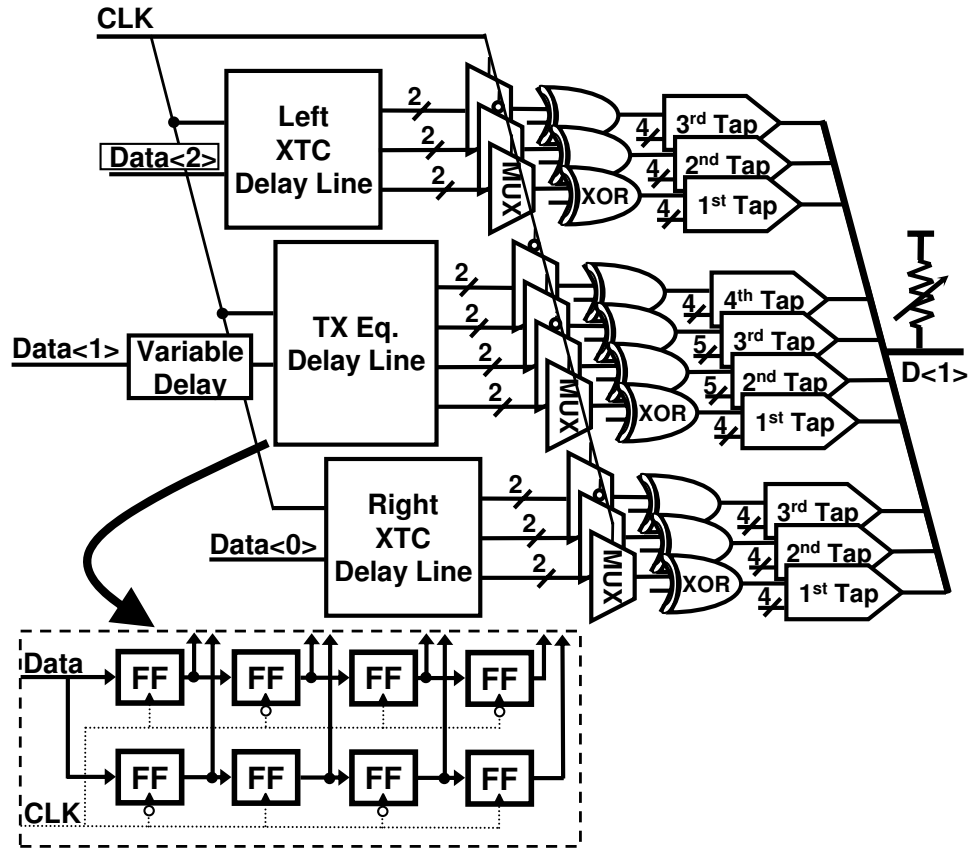 CLK
Left
XTC
Delay Line
Data<2>
2
2
2
MUX
XOR
4
4
4
3rd Tap
2nd Tap
1st Tap
TX Eq.
Delay Line
Data<1>
Variable
Delay
2
2
2
2
MUX
XOR
4
5
5
4
4th Tap
3rd Tap
2nd Tap
1st Tap
D<1>
Right
XTC
Delay Line
Data<0>
2
2
2
MUX
XOR
4
4
4
3rd Tap
2nd Tap
1st Tap
Data
FF FF FF FF
FF FF FF FF
CLK